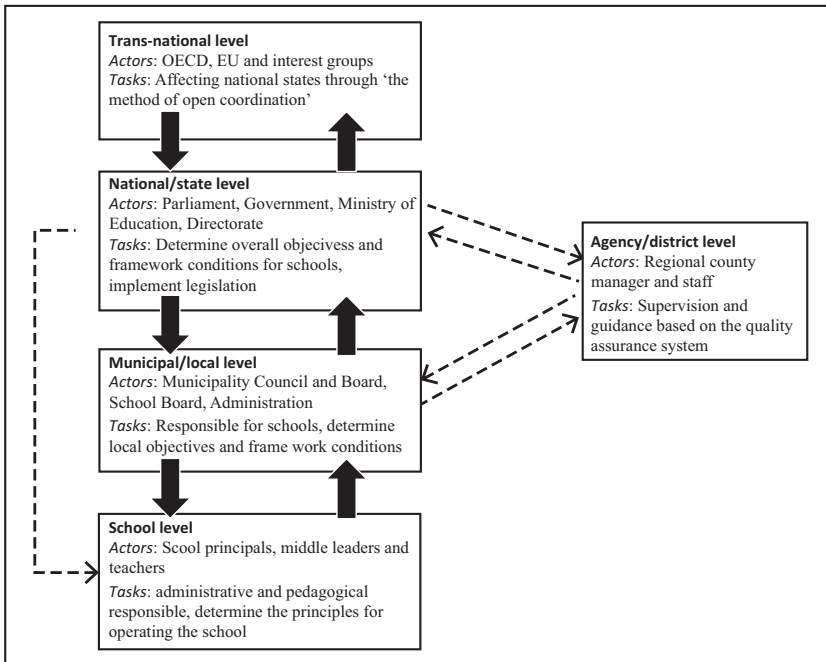 Trans-national level
Actors: OECD, EU and interest groups
Tasks: Affecting national states through ‘the
method of open coordination’
National/state level
Actors: Parliament, Government, Ministry of
Education, Directorate
Tasks: Determine overall objecivess and
framework conditions for schools,
implement legislation
Agency/district level
Actors: Regional county
manager and staff
Tasks: Supervision and
guidance based on the quality
assurance system
Municipal/local level
Actors: Municipality Council and Board,
School Board, Administration
Tasks: Responsible for schools, determine
local objectives and frame work conditions
School level
Actors: Scool principals, middle leaders and
teachers
Tasks: administrative and pedagogical
responsible, determine the principles for
operating the school